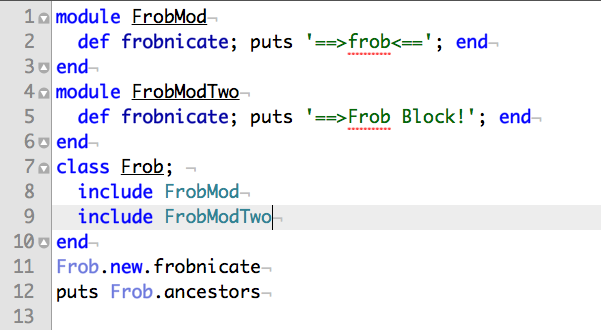 1 module FrobMod¬
2   def frobnicate; puts '==>frob<=='; end¬
3 end¬
4 module FrobModTwo¬
5   def frobnicate; puts '==>Frob Block!'; end¬
6 end¬
7 class Frob; ¬
8   include FrobMod¬
9   include FrobModTwo¬
10 end¬
11 Frob.new.frobnicate¬
12 puts Frob.ancestors¬
13